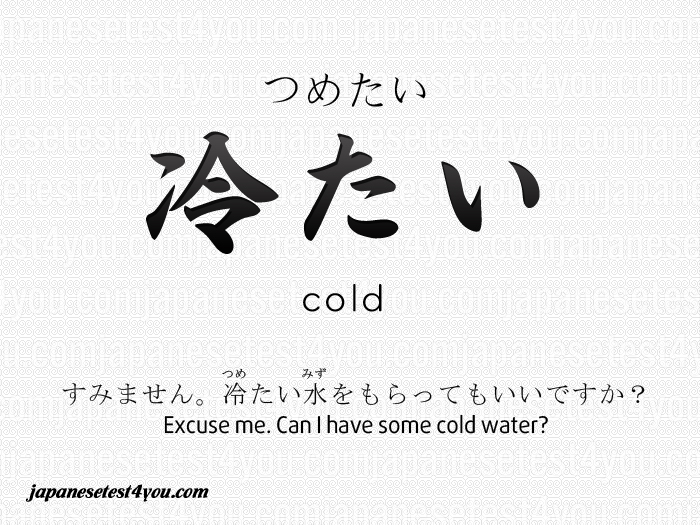 つめたい
冷たい
cold
つめ みず
すみません。冷たい水をもらってもいいですか？
Excuse me. Can I have some cold water?
japanesetest4you.com